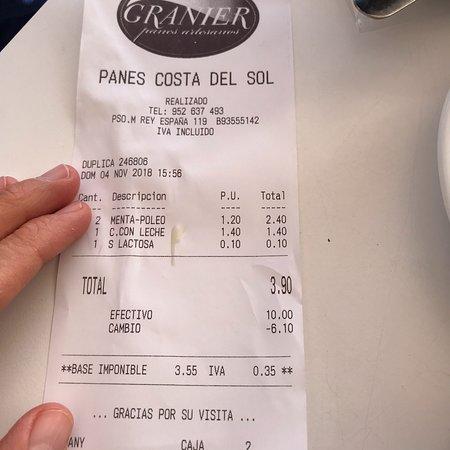 GRANIER
panes artesanos
PANES COSTA DEL SOL
REALIZADO
TEL: 952 637 493
PSO.M REY ESPAÑA 119 B93555142
IVA INCLUIDO
DUPLICA 246806
DOM 04 NOV 2018 15:56
Cant. Descripcion P.U. Total
2 MENTA-POLEO 1.20 2.40
1 C.CON LECHE 1.40 1.40
1 S LACTOSA 0.10 0.10
TOTAL 3.90
EFECTIVO 10.00
CAMBIO -6.10
**BASE IMPONIBLE 3.55 IVA 0.35 **
... GRACIAS POR SU VISITA ...
ANY CAJA 2